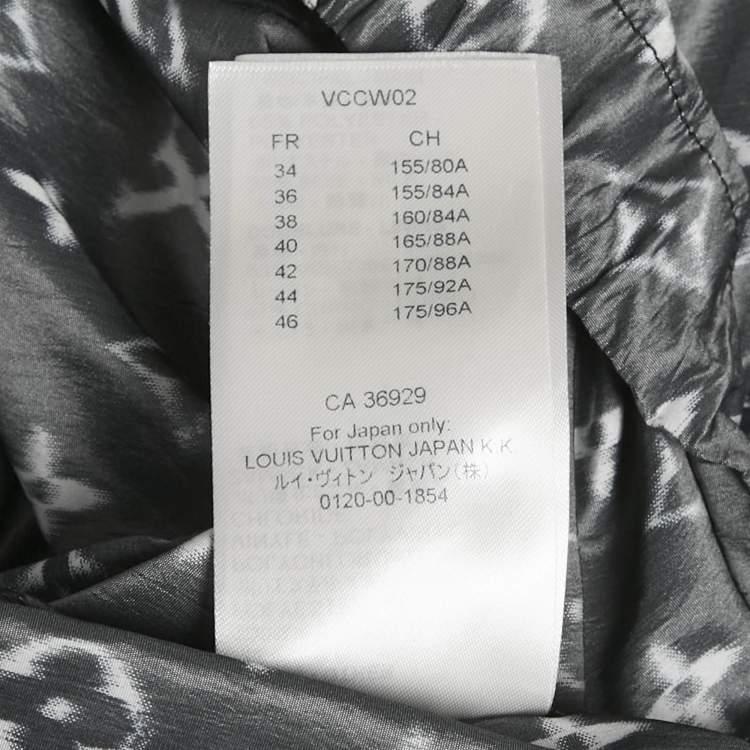 VCCW02
FR CH
34 155/80A
36 155/84A
38 160/84A
40 165/88A
42 170/88A
44 175/92A
46 175/96A
CA 36929
For Japan only:
LOUIS VUITTON JAPAN K.K.
ルイ・ヴィトン ジャパン(株)
0120-00-1854